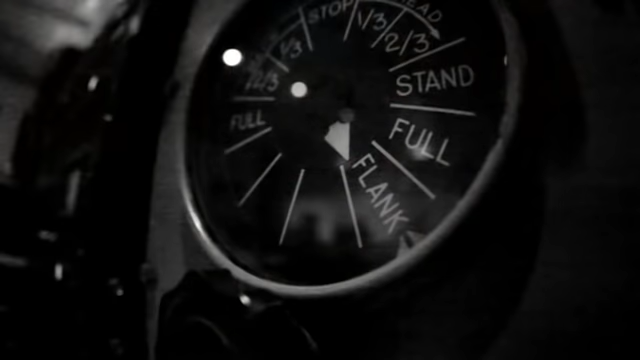 STOP
1/3
2/3
STAND
FULL
FLANK
1/3
2/3
FULL